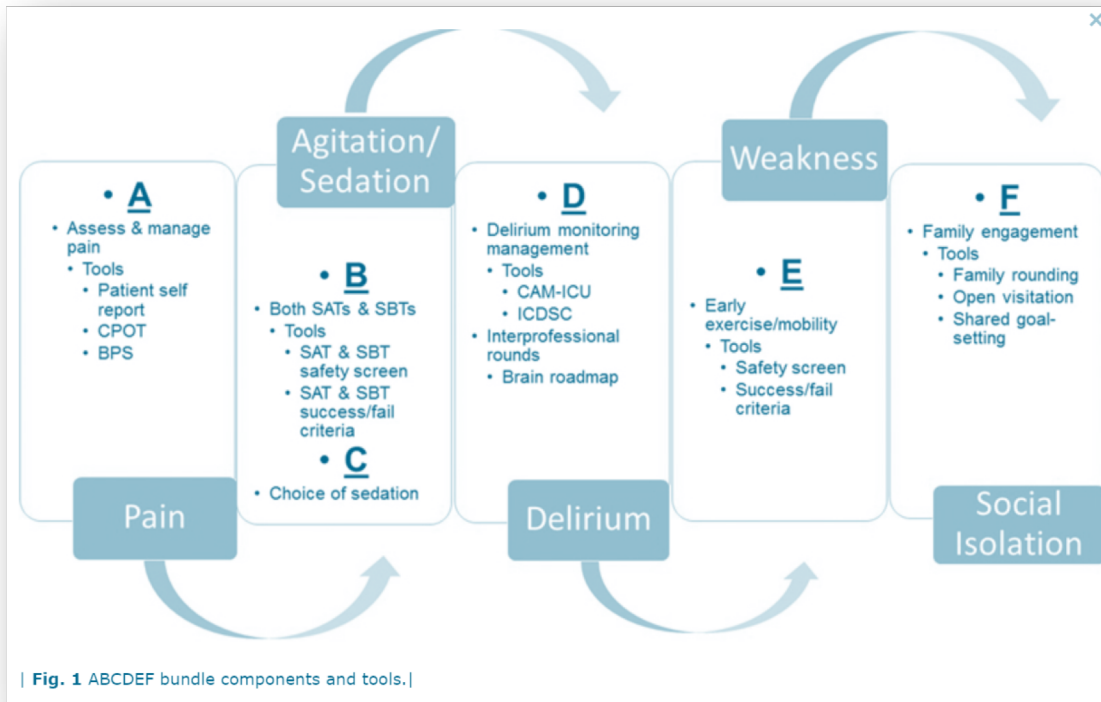 • A
• Assess & manage
pain
• Tools
• Patient self
report
• CPOT
• BPS
Pain
Agitation/
Sedation
• B
• Both SATs & SBTs
• Tools
• SAT & SBT
safety screen
• SAT & SBT
success/fail
criteria
• C
• Choice of sedation
• D
• Delirium monitoring
management
• Tools
• CAM-ICU
• ICDSC
• Interprofessional
rounds
• Brain roadmap
Delirium
Weakness
• E
• Early
exercise/mobility
• Tools
• Safety screen
• Success/fail
criteria
• F
• Family engagement
• Tools
• Family rounding
• Open visitation
• Shared goal-
setting
Social
Isolation
| Fig. 1 ABCDEF bundle components and tools.|